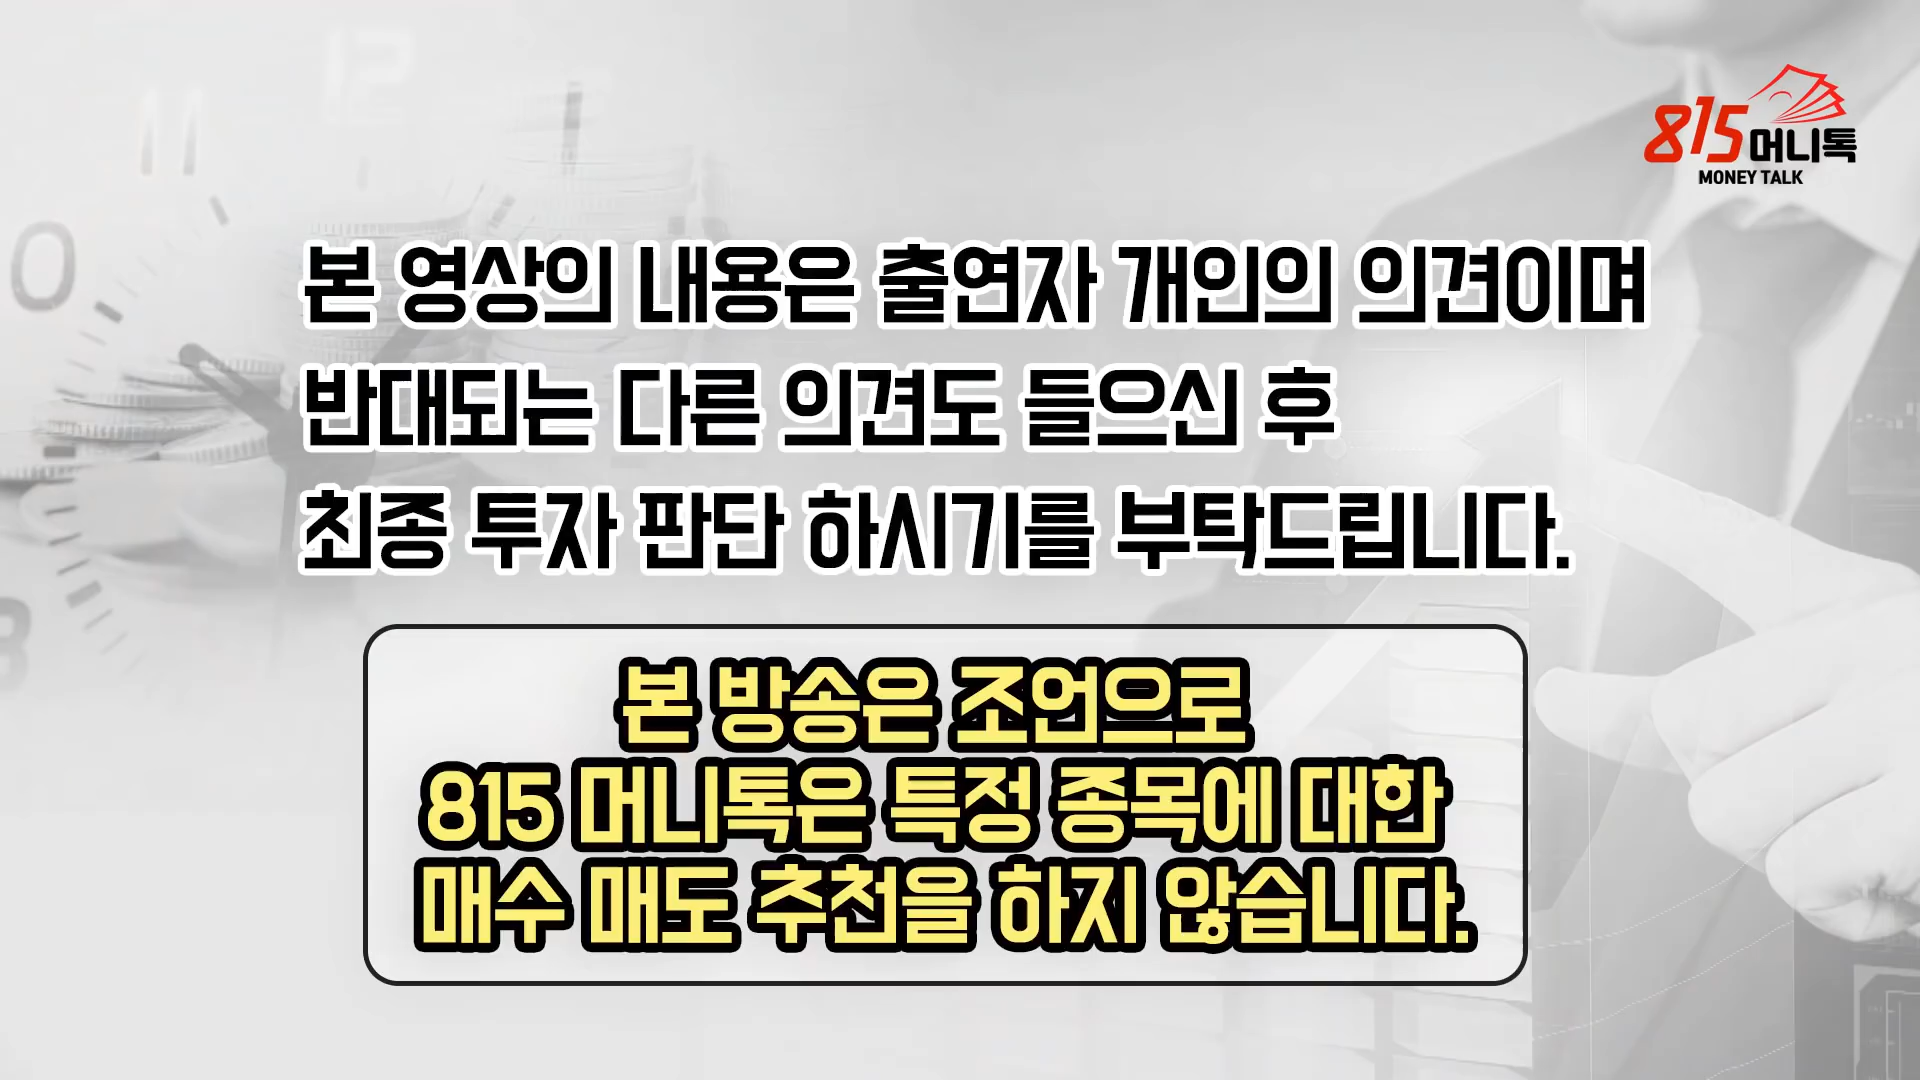 12
11
0
815머니톡
MONEY TALK
본 영상의 내용은 출연자 개인의 의견이며
반대되는 다른 의견도 들으신 후
최종 투자 판단 하시기를 부탁드립니다.
8
본 방송은 조언으로
815 머니톡은 특정 종목에 대한
매수 매도 추천을 하지 않습니다.